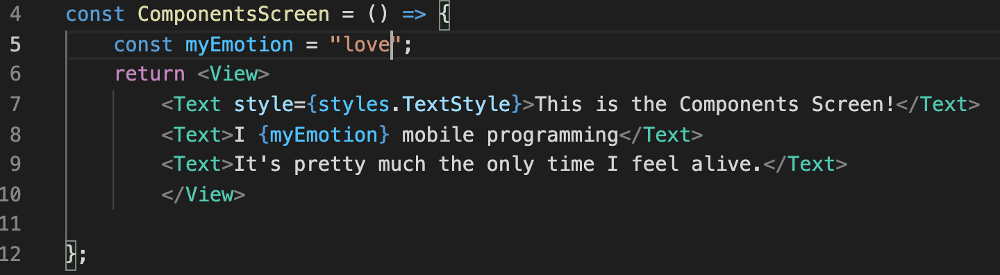 4 const ComponentsScreen = () => {
5 const myEmotion = "love";
6 return <View>
7 <Text style={styles.TextStyle}>This is the Components Screen!</Text>
8 <Text>I {myEmotion} mobile programming</Text>
9 <Text>It's pretty much the only time I feel alive.</Text>
10 </View>
11
12 };